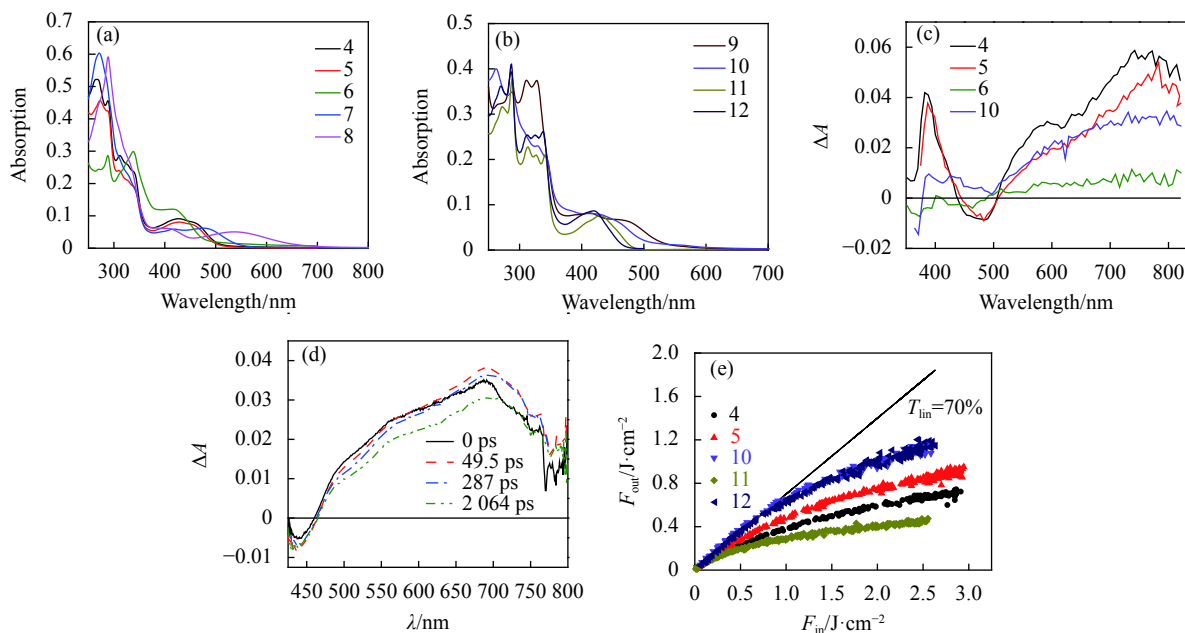 (a)
4
5
6
7
8
0.7
0.6
0.5
0.4
0.3
0.2
0.1
0
300 400 500 600 700 800
Absorption
Wavelength/nm
(b)
9
10
11
12
0.5
0.4
0.3
0.2
0.1
0
300 400 500 600 700
Absorption
Wavelength/nm
(c)
4
5
6
10
0.06
0.04
0.02
0
−0.02
400 500 600 700 800
ΔA
Wavelength/nm
(d)
0 ps
49.5 ps
287 ps
2 064 ps
0.04
0.03
0.02
0.01
0
−0.01
450 500 550 600 650 700 750 800
ΔA
λ/nm
(e)
T_lin=70%
4
5
10
11
12
2.0
1.6
1.2
0.8
0.4
0
0 0.5 1.0 1.5 2.0 2.5 3.0
F_out/J·cm⁻²
F_in/J·cm⁻²